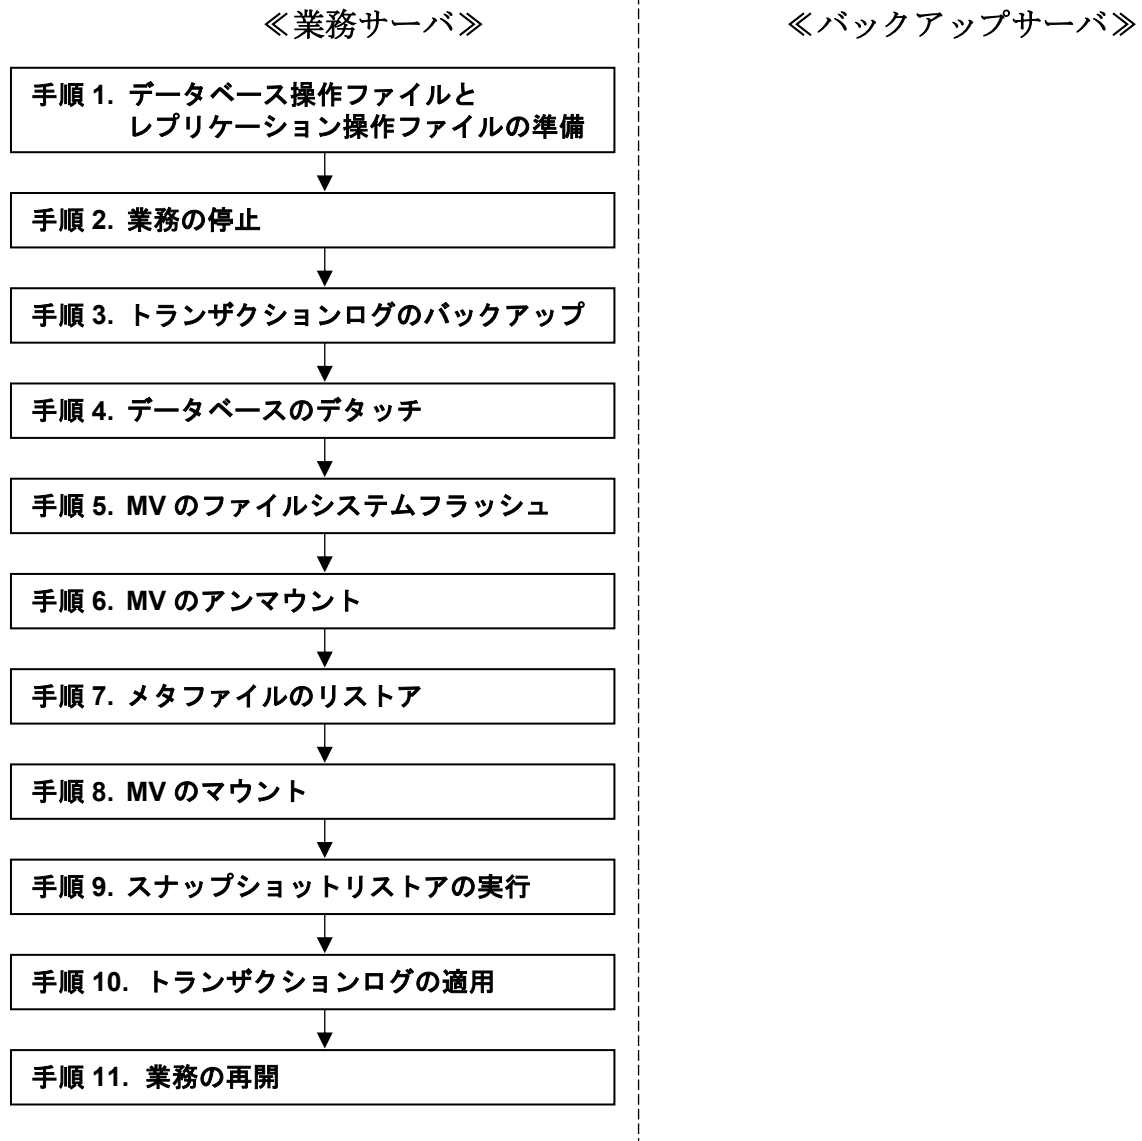 ≪業務サーバ≫
≪バックアップサーバ≫
手順 1. データベース操作ファイルと
レプリケーション操作ファイルの準備
手順 2. 業務の停止
手順 3. トランザクションログのバックアップ
手順 4. データベースのデタッチ
手順 5. MV のファイルシステムフラッシュ
手順 6. MV のアンマウント
手順 7. メタファイルのリストア
手順 8. MV のマウント
手順 9. スナップショットリストアの実行
手順 10. トランザクションログの適用
手順 11. 業務の再開